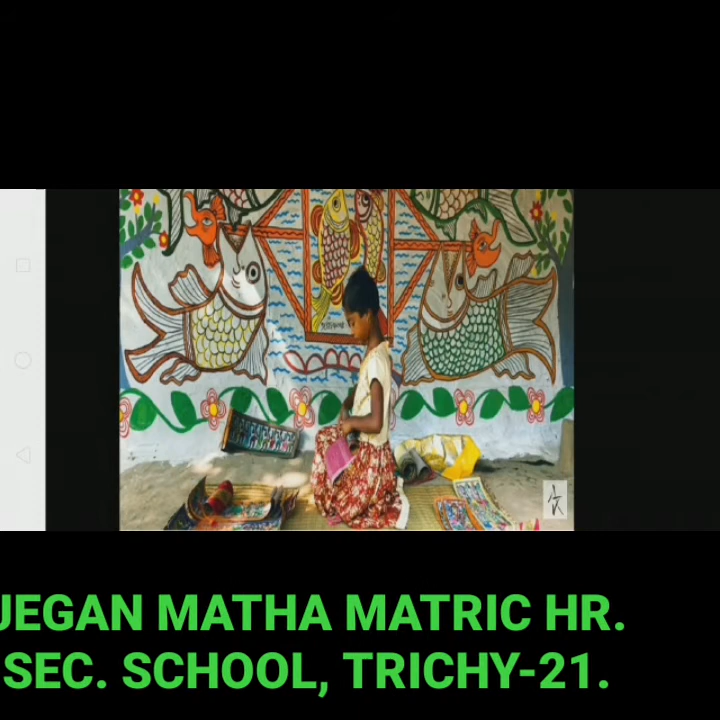 JEGAN MATHA MATRIC HR.
SEC. SCHOOL, TRICHY-21.